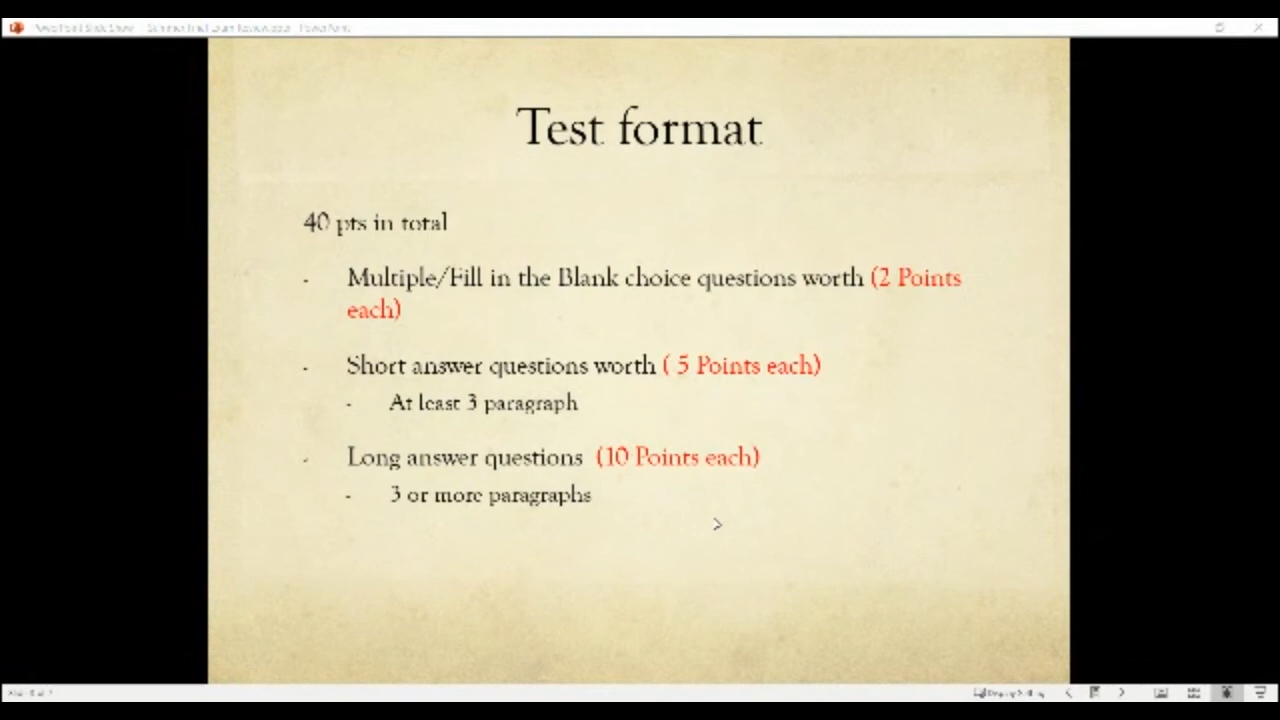 Test format
40 pts in total
- Multiple/Fill in the Blank choice questions worth (2 Points
each)
- Short answer questions worth ( 5 Points each)
- At least 3 paragraph
- Long answer questions (10 Points each)
- 3 or more paragraphs